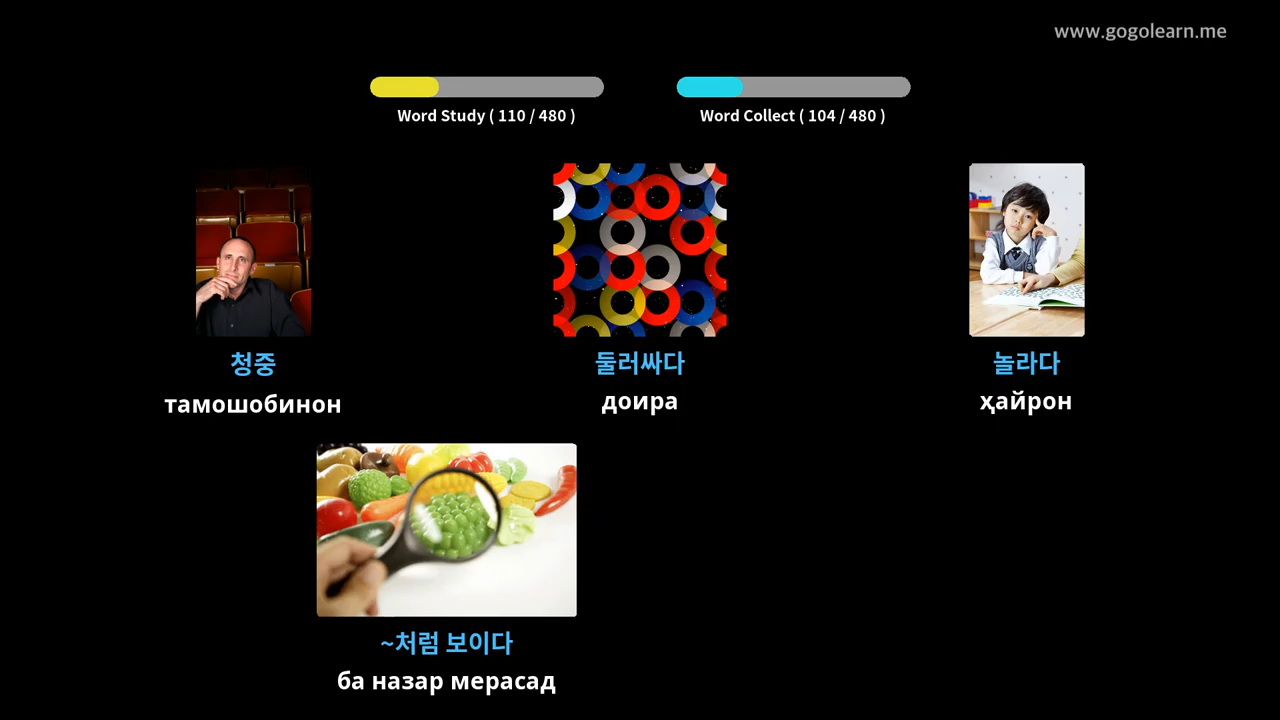 www.gogolearn.me
Word Study ( 110 / 480 )
Word Collect ( 104 / 480 )
청중
тамошобинон
둘러싸다
доира
놀라다
ҳайрон
~처럼 보이다
ба назар мерасад